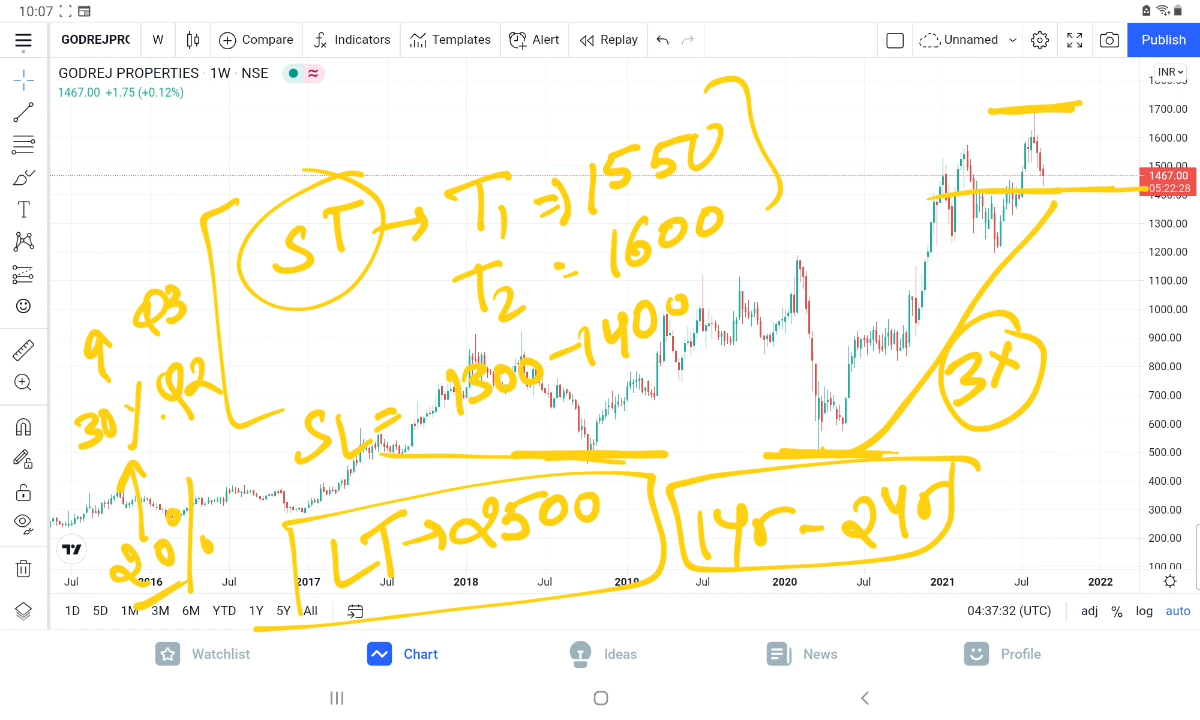 10:07
GODREJPRC W Compare Indicators Templates Alert Replay Unnamed Publish
GODREJ PROPERTIES · 1W · NSE
1467.00 +1.75 (+0.12%)
INR
1700.00
1600.00
1500.00
1467.00
05:22:28
1400.00
1300.00
1200.00
1100.00
1000.00
900.00
800.00
700.00
600.00
500.00
400.00
300.00
200.00
100.00
ST → T1 ⇒ 1550
T2 = 1600
SL = 1300 - 1400
Q3
9
30%. Q2
20%
3X
LT → 2500
1Yr - 2Yr
Jul 2016 Jul 2017 Jul 2018 Jul 2019 Jul 2020 Jul 2021 Jul 2022
1D 5D 1M 3M 6M YTD 1Y 5Y All 04:37:32 (UTC) adj % log auto
Watchlist Chart Ideas News Profile